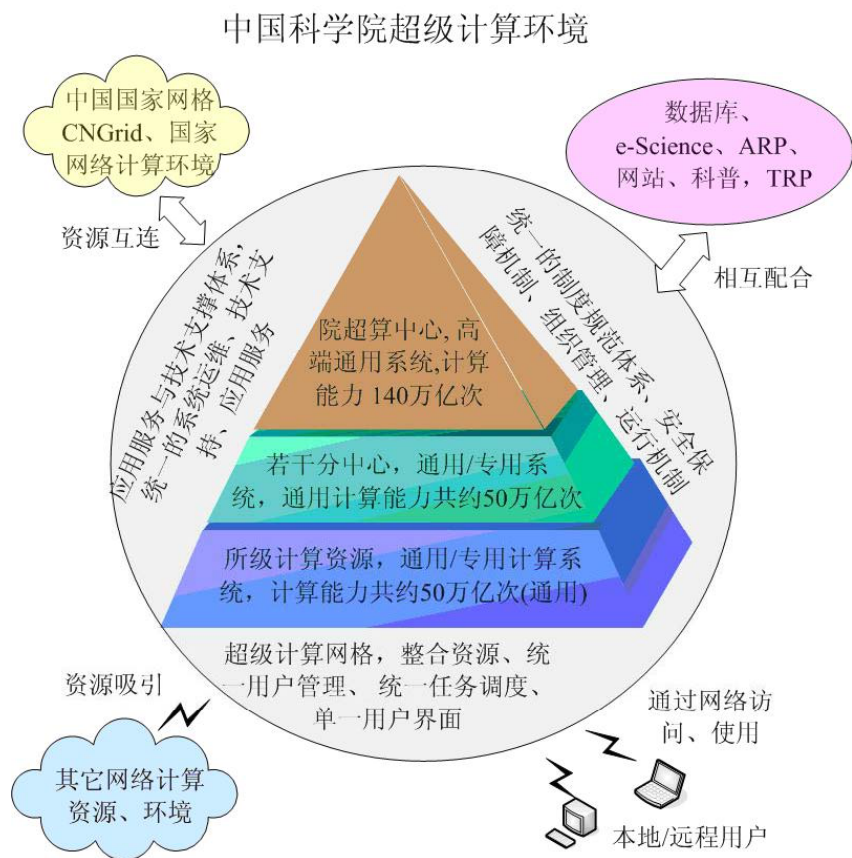 中国科学院超级计算环境
中国国家网格
CNGrid、国家
网络计算环境
数据库、
e-Science、ARP、
网站、科普，TRP
资源互连
相互配合
应用服务与技术支撑体系,
统一的系统运维、技术支
持、应用服务
统一的制度规范体系、安全保
障机制、组织管理、运行机制
院超算中心, 高
端通用系统,计算
能力 140万亿次
若干分中心，通用/专用系
统，通用计算能力共约50万亿次
所级计算资源，通用/专用计算系
统，计算能力共约50万亿次(通用)
超级计算网格，整合资源、统
一用户管理、 统一任务调度、
单一用户界面
资源吸引
其它网络计算
资源、环境
通过网络访
问、使用
本地/远程用户